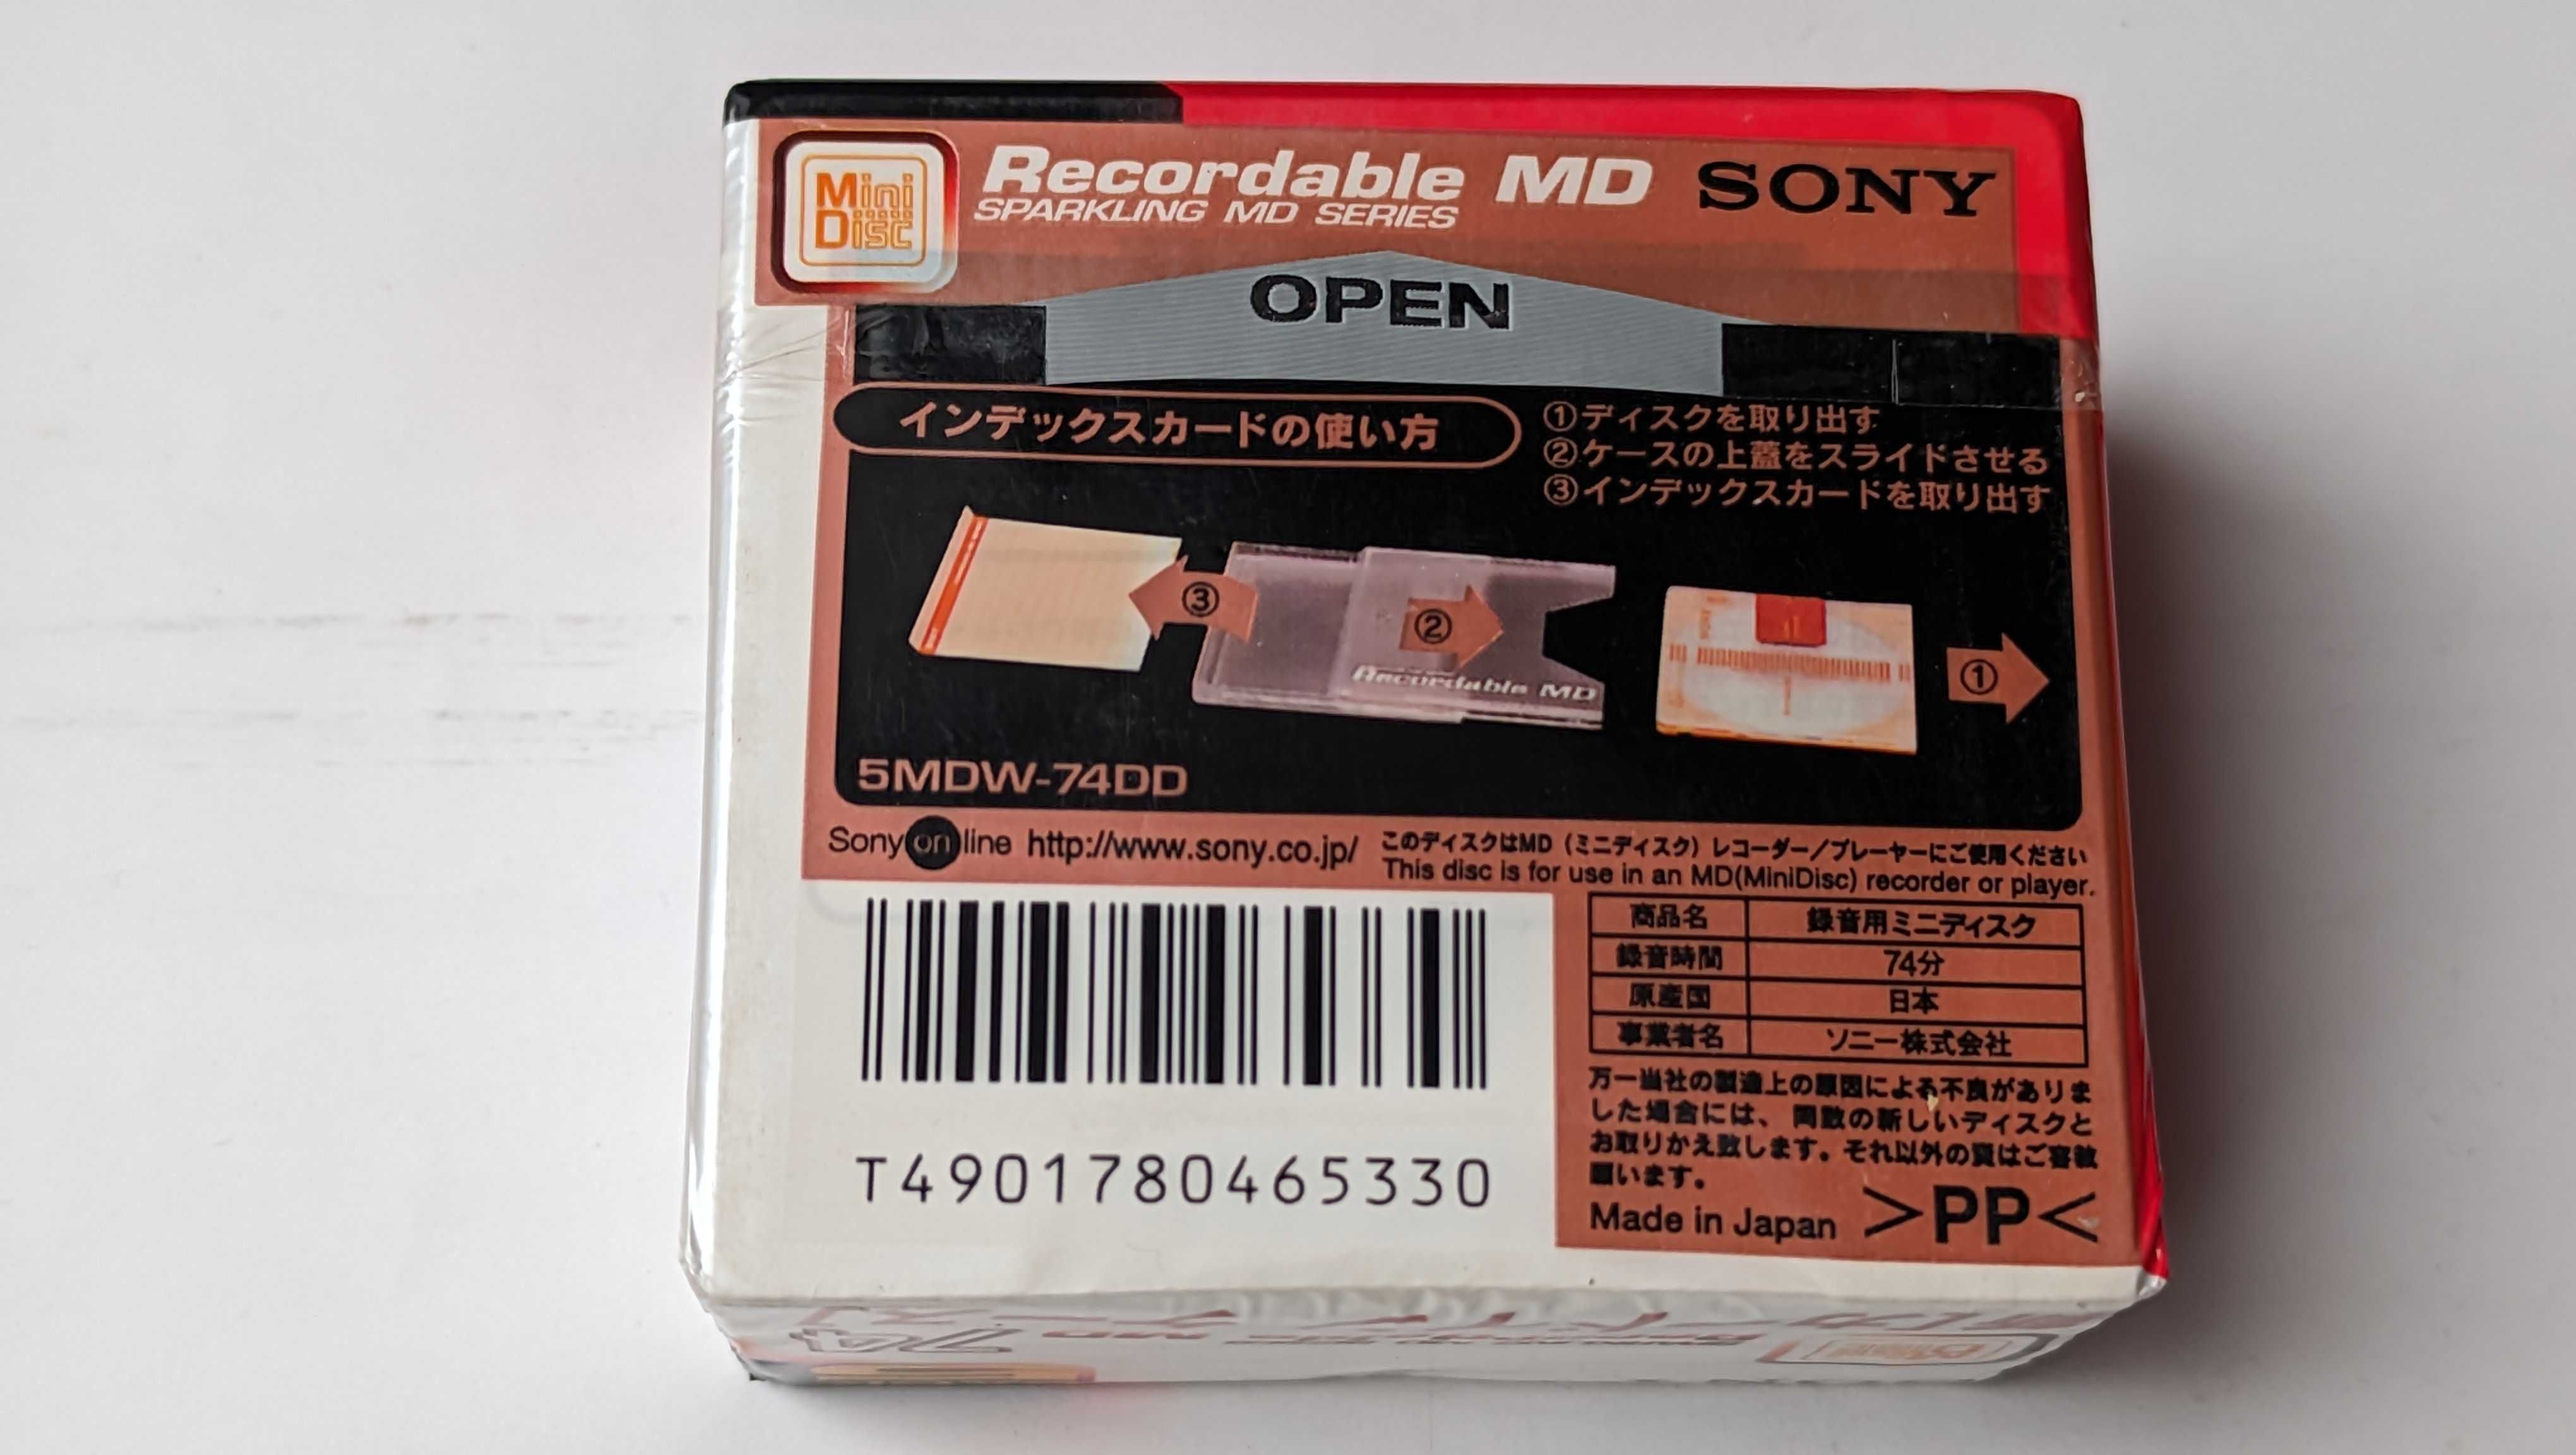 Mini Disc
Recordable MD SONY
SPARKLING MD SERIES
OPEN
インデックスカードの使い方
①ディスクを取り出す
②ケースの上蓋をスライドさせる
③インデックスカードを取り出す
③
②
①
Recordable MD
5MDW-74DD
Sony on line http://www.sony.co.jp/
このディスクはMD（ミニディスク）レコーダー／プレーヤーにご使用ください
This disc is for use in an MD(MiniDisc) recorder or player.
商品名 録音用ミニディスク
録音時間 74分
原産国 日本
事業者名 ソニー株式会社
T4901780465330
万一当社の製造上の原因による不良がありま
した場合には、同数の新しいディスクと
お取りかえ致します。それ以外の責はご容赦
願います。
Made in Japan >PP<
74